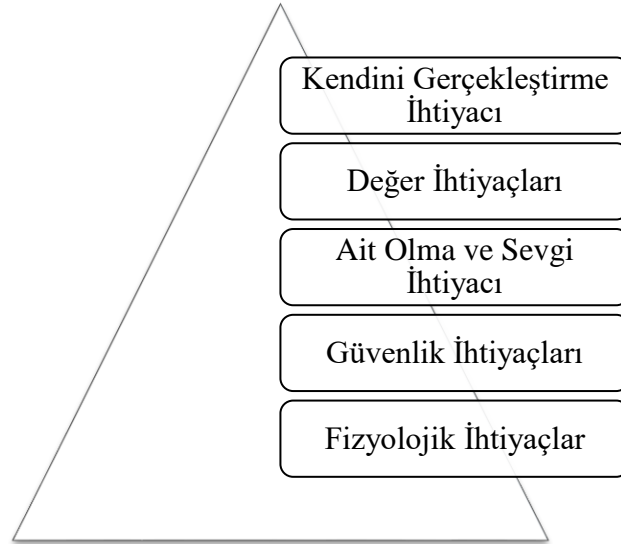 Kendini Gerçekleştirme
İhtiyacı
Değer İhtiyaçları
Ait Olma ve Sevgi
İhtiyacı
Güvenlik İhtiyaçları
Fizyolojik İhtiyaçlar